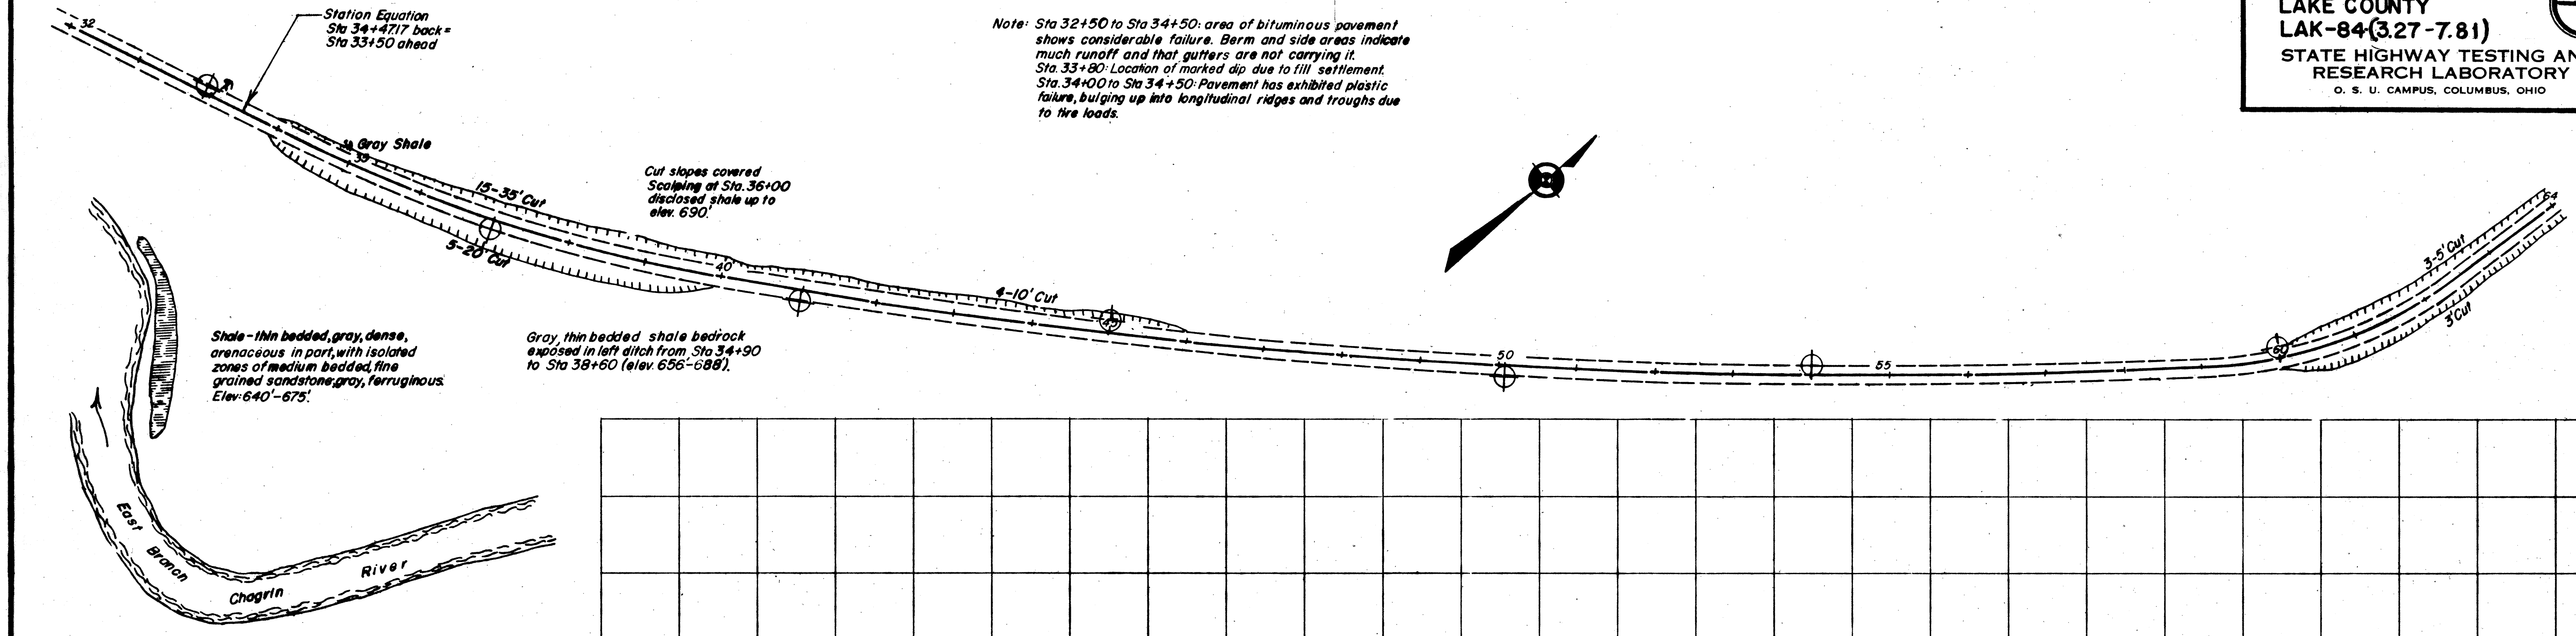 32
Station Equation
Sta 34+47.17 back =
Sta 33+50 ahead
Note: Sta 32+50 to Sta 34+50: area of bituminous pavement
shows considerable failure. Berm and side areas indicate
much runoff and that gutters are not carrying it.
Sta. 33+80: Location of marked dip due to fill settlement.
Sta. 34+00 to Sta 34+50: Pavement has exhibited plastic
failure, bulging up into longitudinal ridges and troughs due
to tire loads.
LAKE COUNTY
LAK-84(3.27-7.81)
STATE HIGHWAY TESTING AN
RESEARCH LABORATORY
O. S. U. CAMPUS, COLUMBUS, OHIO
34
Gray Shale
35
15-35' Cut
5-20' Cut
Cut slopes covered
Scalping at Sta. 36+00
disclosed shale up to
elev. 690.'
40
4-10' Cut
45
50
55
60
3-5' Cut
3' Cut
64
Shale-thin bedded, gray, dense,
arenaceous in part, with isolated
zones of medium bedded, fine
grained sandstone; gray, ferruginous.
Elev: 640'-675.'
Gray, thin bedded shale bedrock
exposed in left ditch from Sta 34+90
to Sta 38+60 (elev. 656'-688').
East Branch
Chagrin River